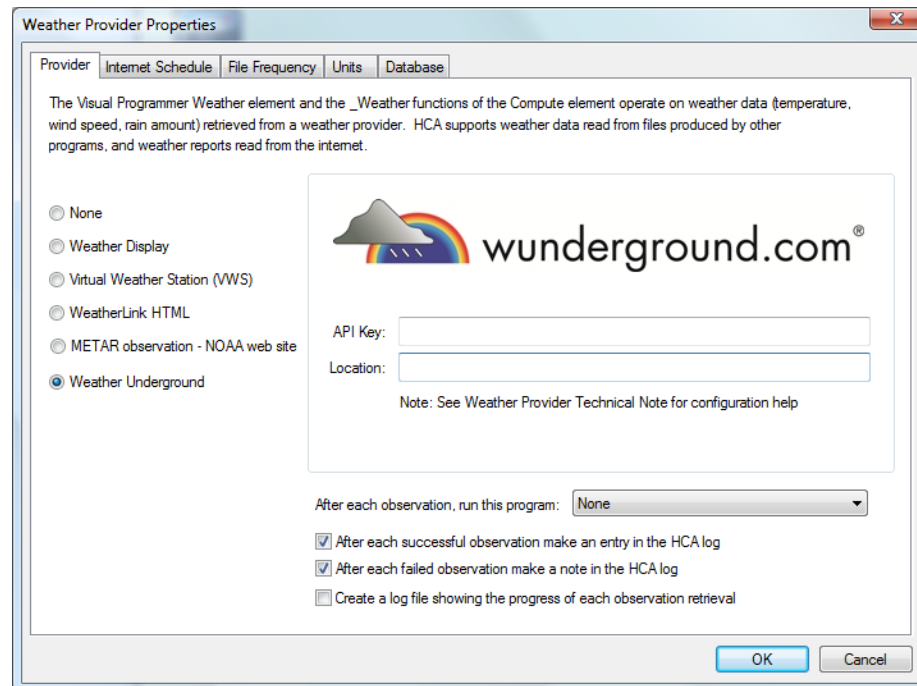 Weather Provider Properties
Provider
Internet Schedule
File Frequency
Units
Database
The Visual Programmer Weather element and the _Weather functions of the Compute element operate on weather data (temperature,
wind speed, rain amount) retrieved from a weather provider. HCA supports weather data read from files produced by other
programs, and weather reports read from the internet.
None
Weather Display
Virtual Weather Station (VWS)
WeatherLink HTML
METAR observation - NOAA web site
Weather Underground
wunderground.com®
API Key:
Location:
Note: See Weather Provider Technical Note for configuration help
After each observation, run this program: None
After each successful observation make an entry in the HCA log
After each failed observation make a note in the HCA log
Create a log file showing the progress of each observation retrieval
OK
Cancel